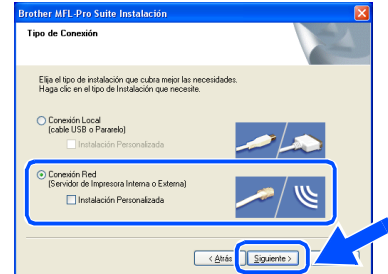 Brother MFL-Pro Suite Instalación
Tipo de Conexión
Elija el tipo de instalación que cubra mejor las necesidades.
Haga clic en el tipo de Instalación que necesite.
Conexión Local
(cable USB o Pararelo)
Instalación Personalizada
Conexión Red
(Servidor de Impresora Interna o Externa)
Instalación Personalizada
< Atrás
Siguiente >